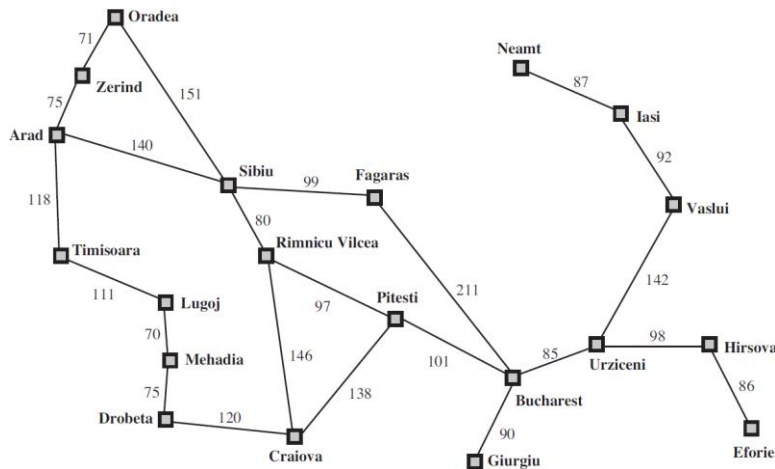 Oradea
71
Neamt
Zerind
87
151
75
Iasi
Arad
140
92
Sibiu
99
Fagaras
118
Vaslui
80
Timisoara
Rimnicu Vilcea
142
111
211
Lugoj
97
Pitesti
70
98
Hirsova
146
85
Urziceni
Mehadia
101
138
86
75
Bucharest
Drobeta
120
90
Craiova
Giurgiu
Eforie